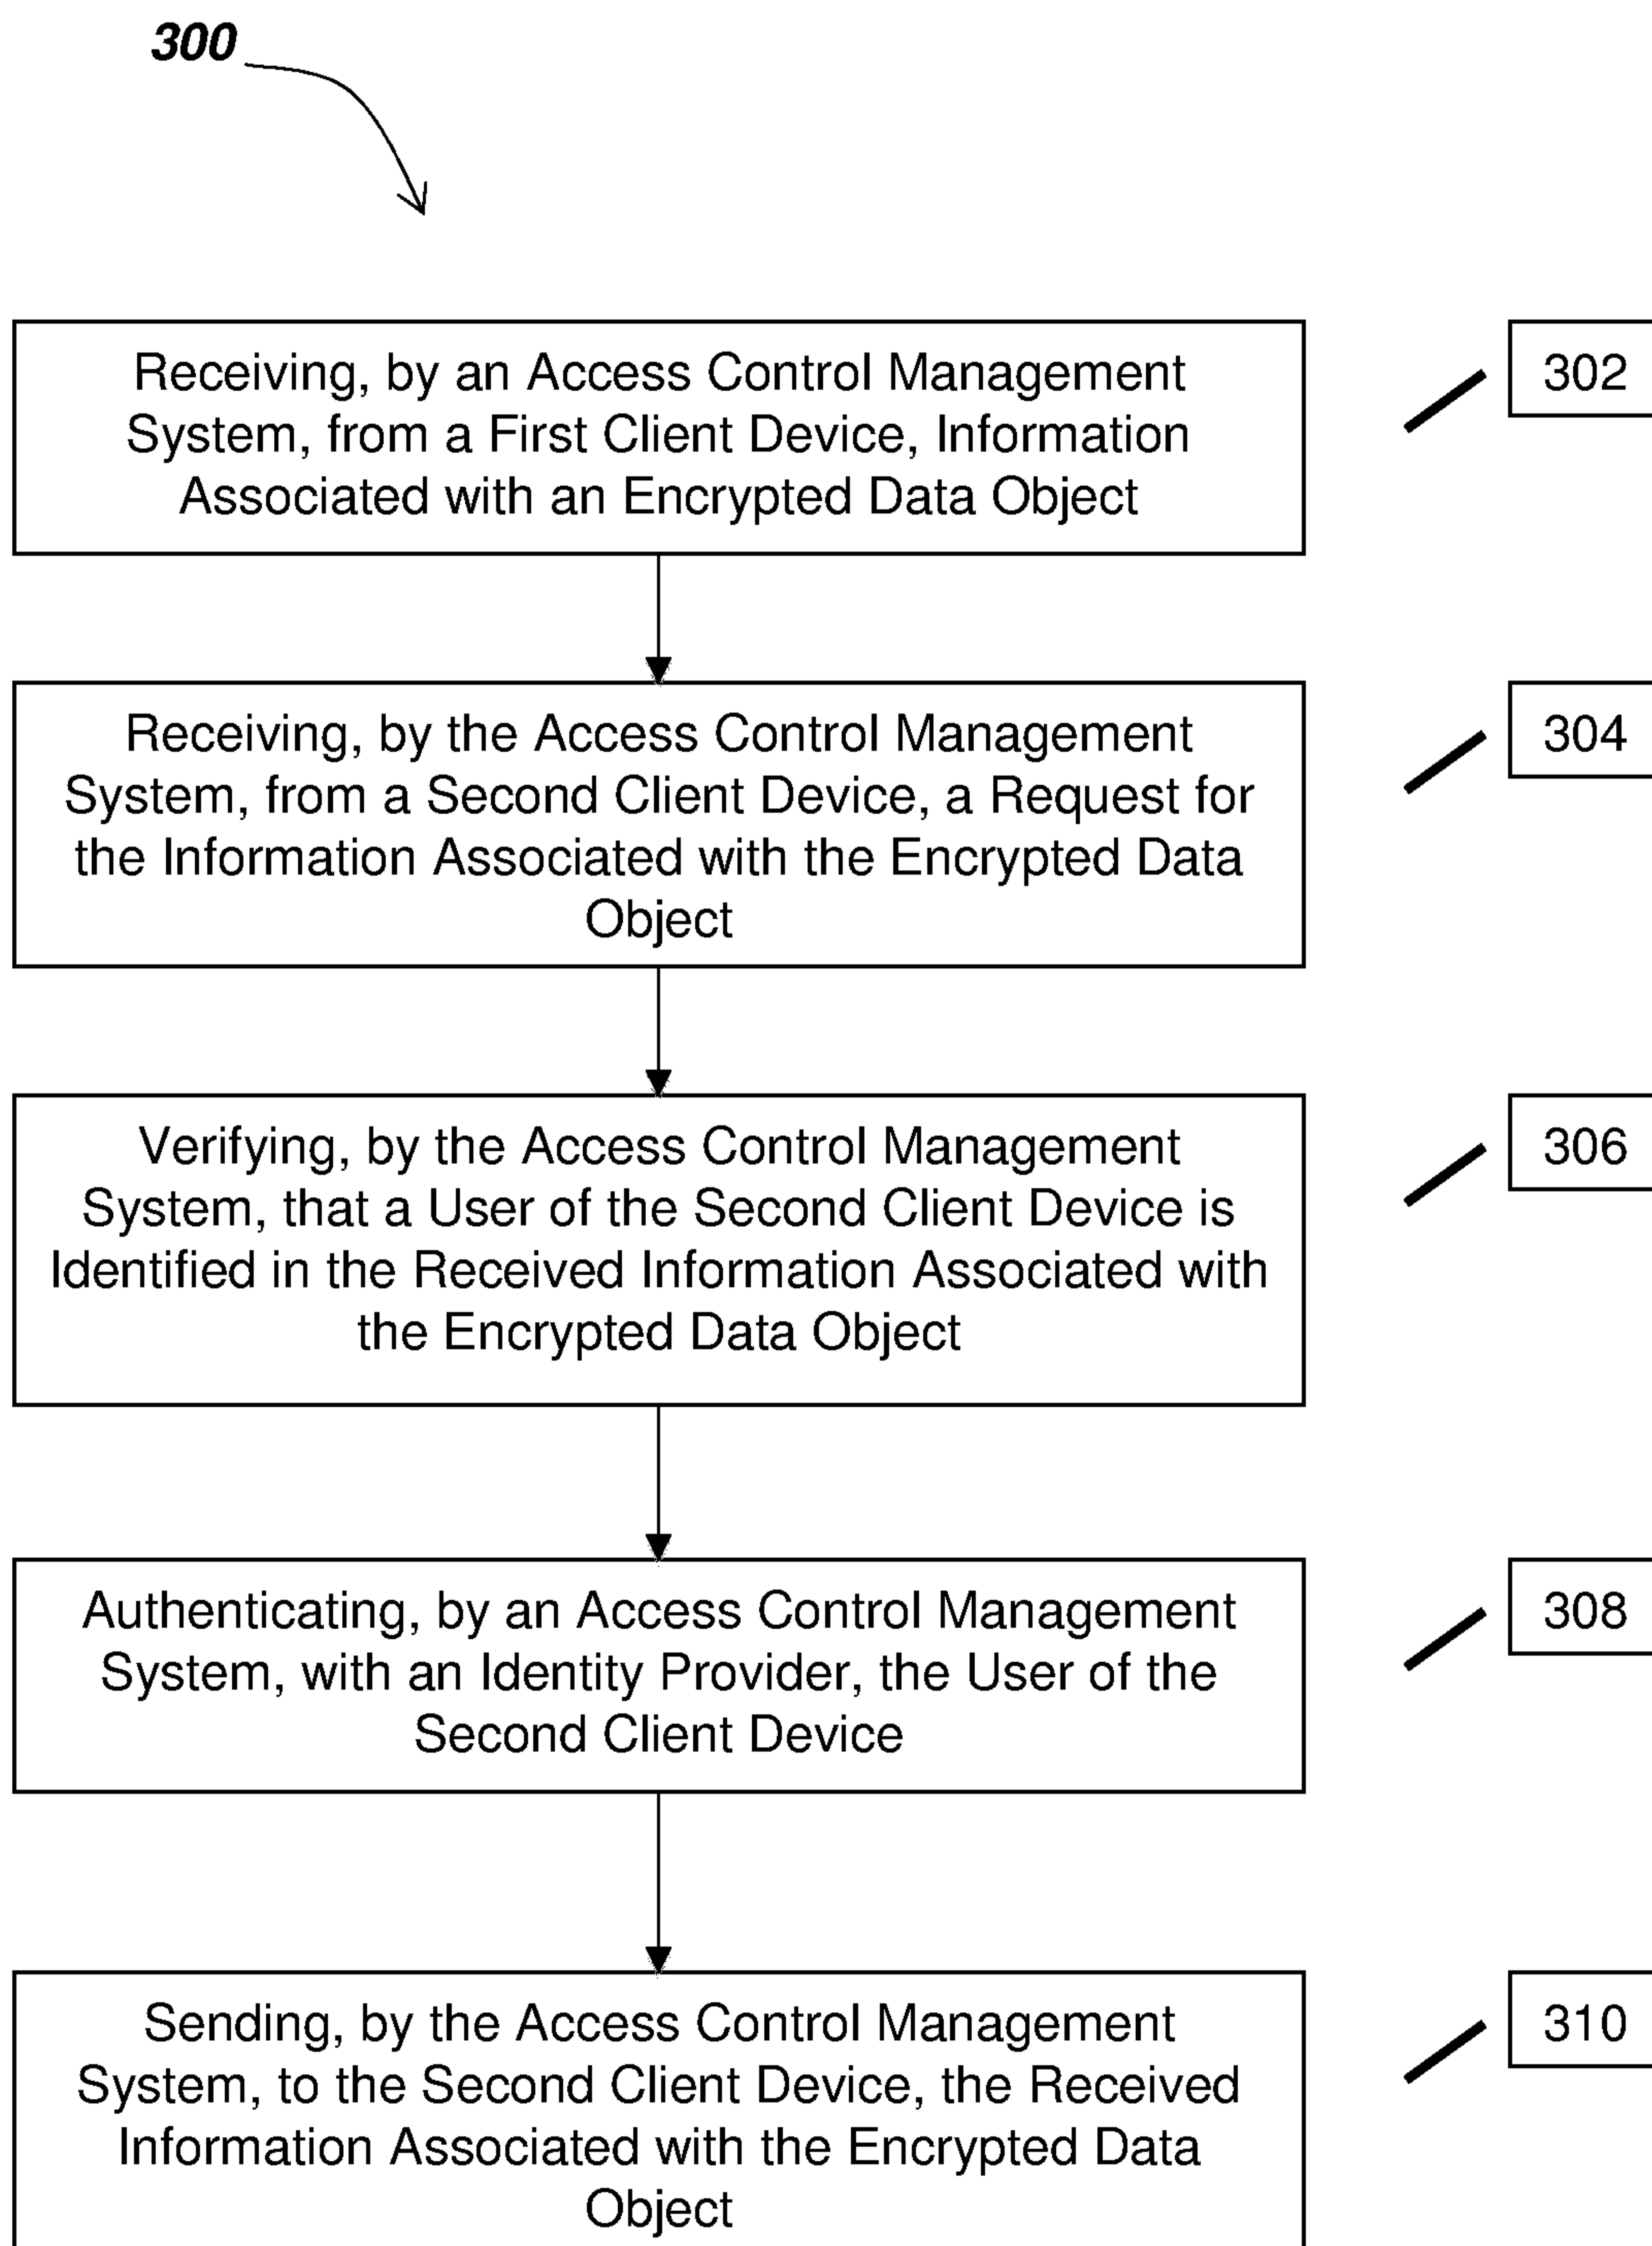 300
Receiving, by an Access Control Management
System, from a First Client Device, Information
Associated with an Encrypted Data Object
302
Receiving, by the Access Control Management
System, from a Second Client Device, a Request for
the Information Associated with the Encrypted Data
Object
304
Verifying, by the Access Control Management
System, that a User of the Second Client Device is
Identified in the Received Information Associated with
the Encrypted Data Object
306
Authenticating, by an Access Control Management
System, with an Identity Provider, the User of the
Second Client Device
308
Sending, by the Access Control Management
System, to the Second Client Device, the Received
Information Associated with the Encrypted Data
Object
310